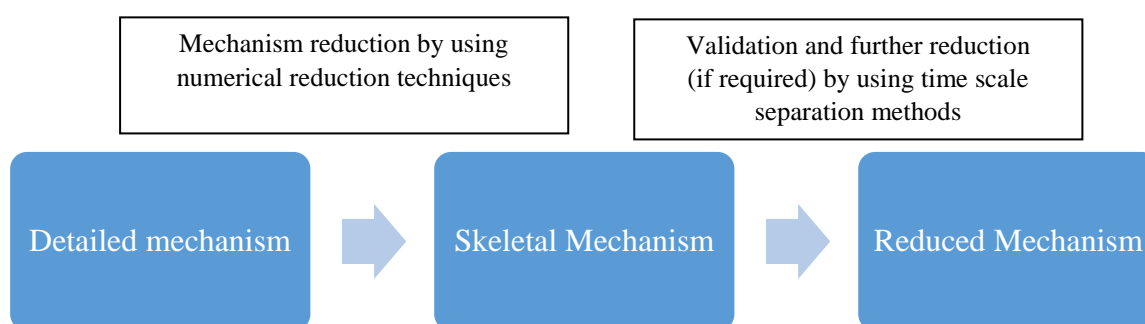 Mechanism reduction by using
numerical reduction techniques
Validation and further reduction
(if required) by using time scale
separation methods
Detailed mechanism
Skeletal Mechanism
Reduced Mechanism